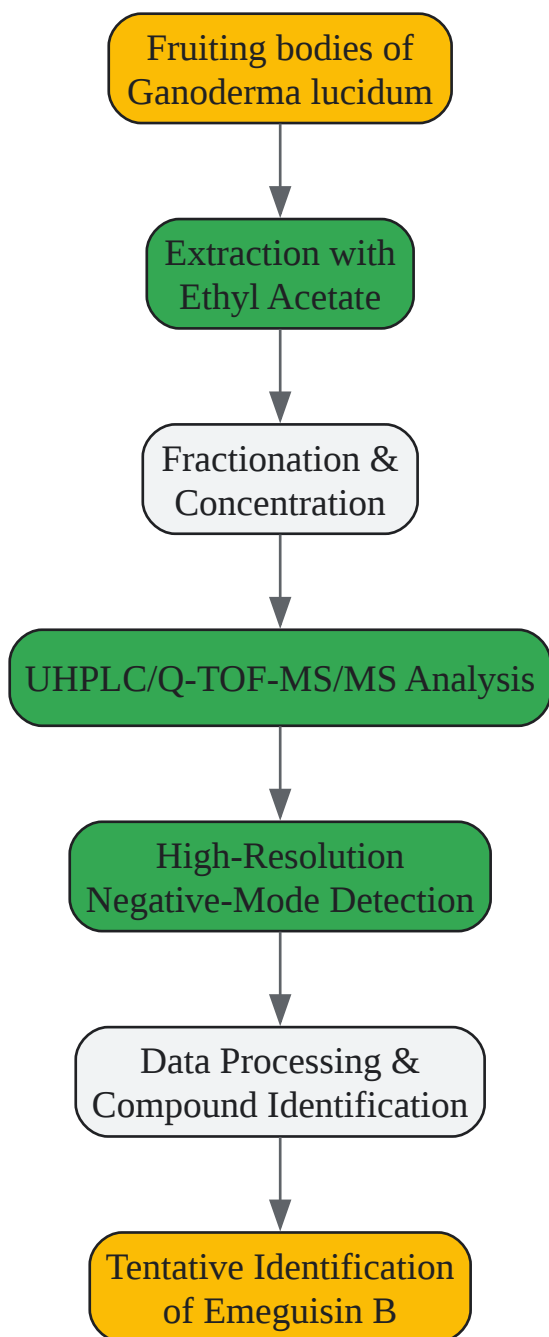 Fruiting bodies of
Ganoderma lucidum
Extraction with
Ethyl Acetate
Fractionation &
Concentration
UHPLC/Q-TOF-MS/MS Analysis
High-Resolution
Negative-Mode Detection
Data Processing &
Compound Identification
Tentative Identification
of Emeguisin B